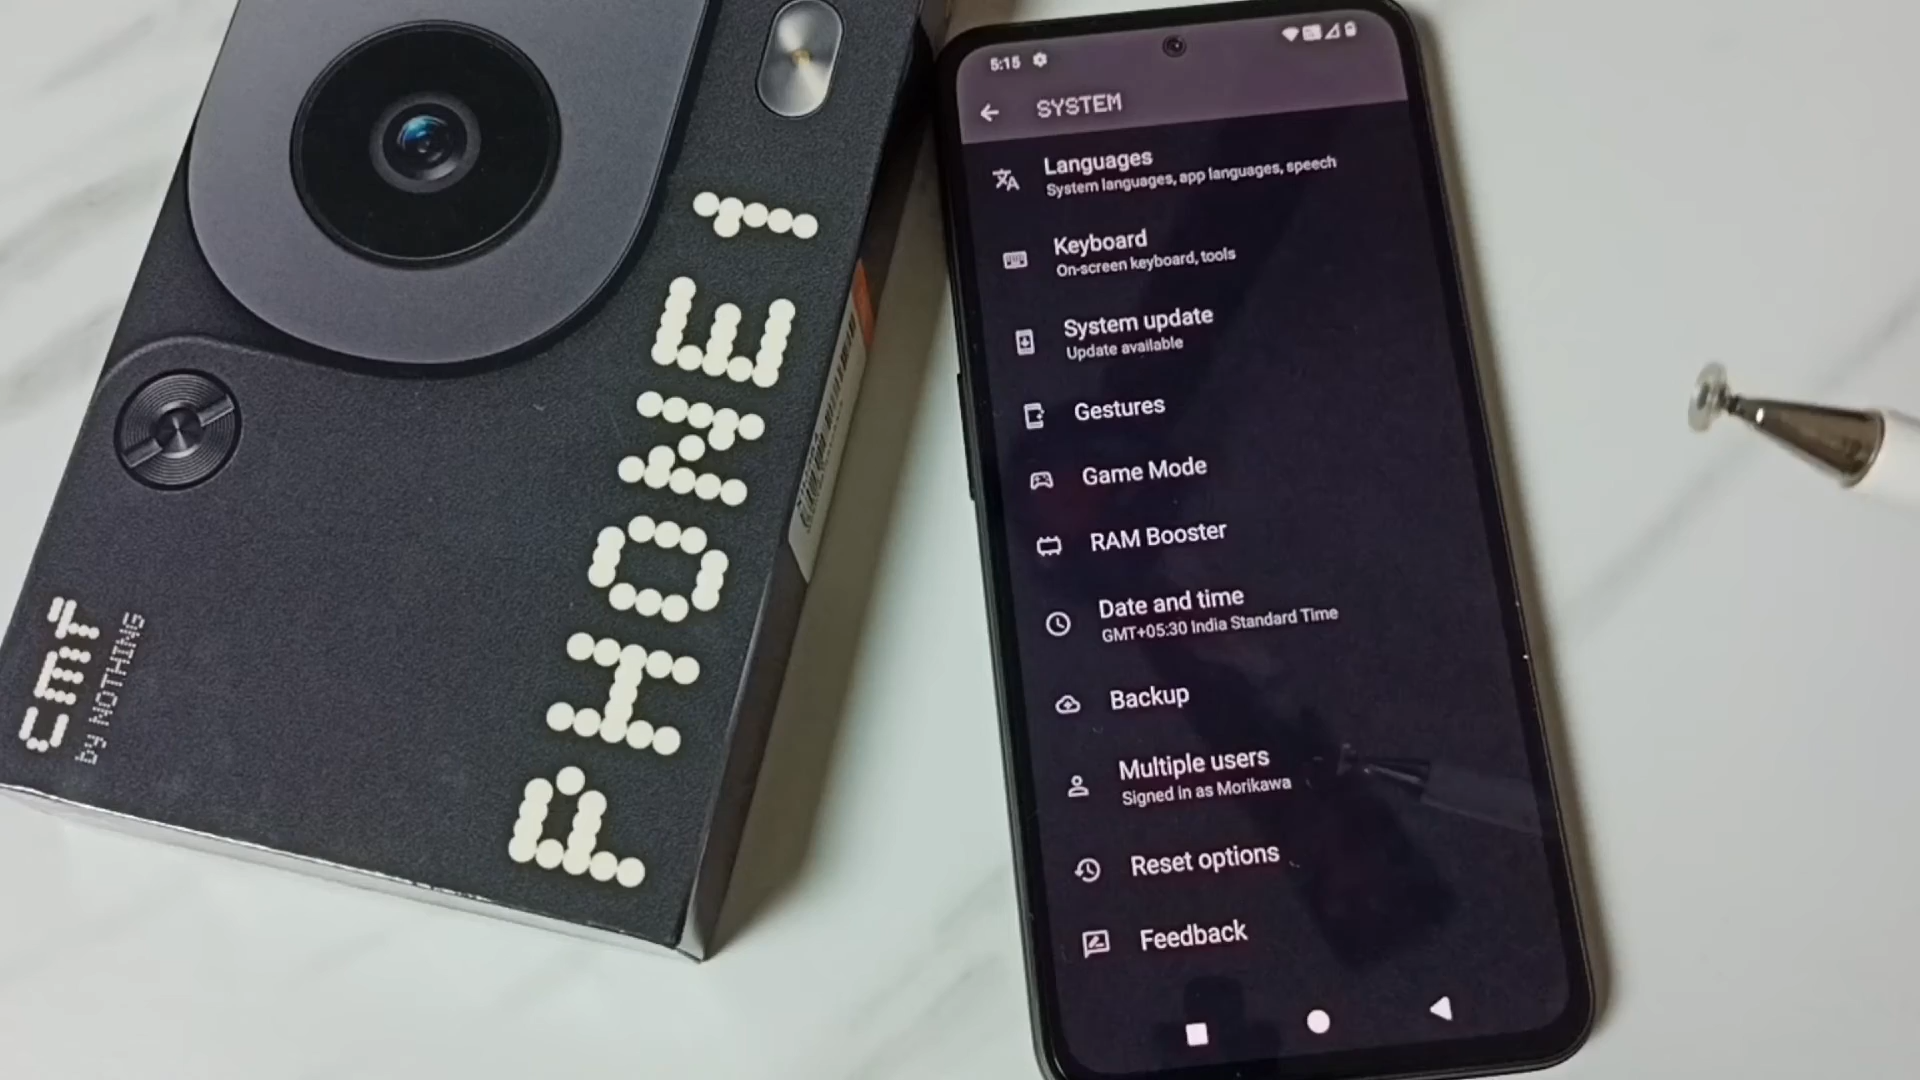 PHONE 1
cmf
by NOTHING
5:15
SYSTEM
Languages
System languages, app languages, speech
Keyboard
On-screen keyboard, tools
System update
Update available
Gestures
Game Mode
RAM Booster
Date and time
GMT+05:30 India Standard Time
Backup
Multiple users
Signed in as Morikawa
Reset options
Feedback